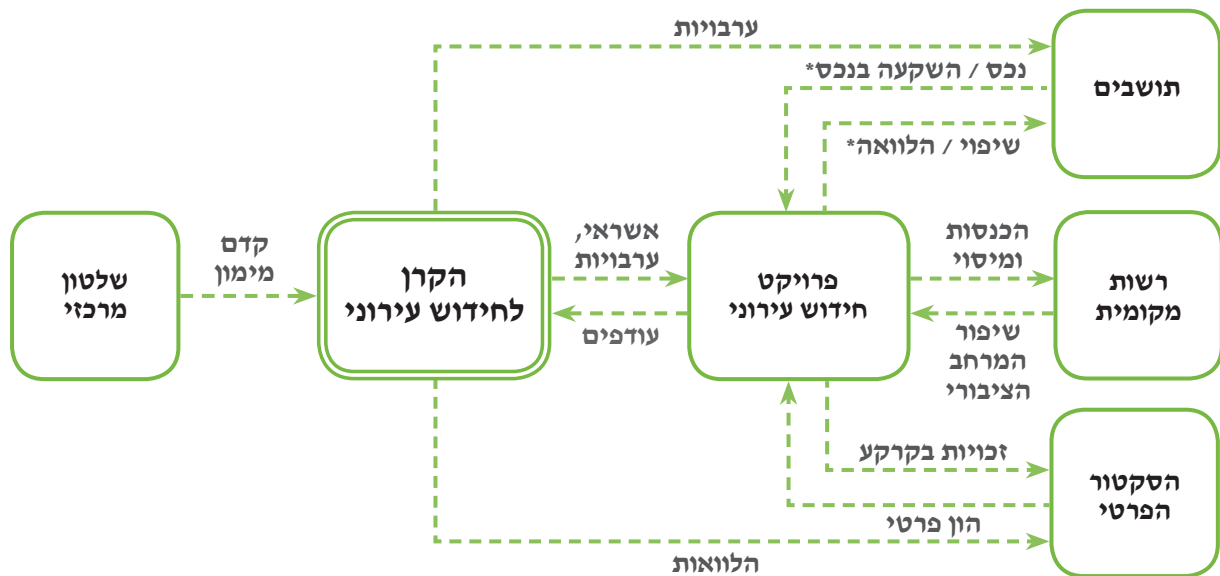 ערבויות
נכס / השקעה בנכס*
תושבים
שיפוי / הלוואה*
הכנסות
ומיסוי
רשות
מקומית
שיפור
המרחב
הציבורי
פרויקט
חידוש עירוני
אשראי,
ערבויות
עודפים
הקרן
לחידוש עירוני
קדם
מימון
שלטון
מרכזי
זכויות בקרקע
הסקטור
הפרטי
הון פרטי
הלוואות